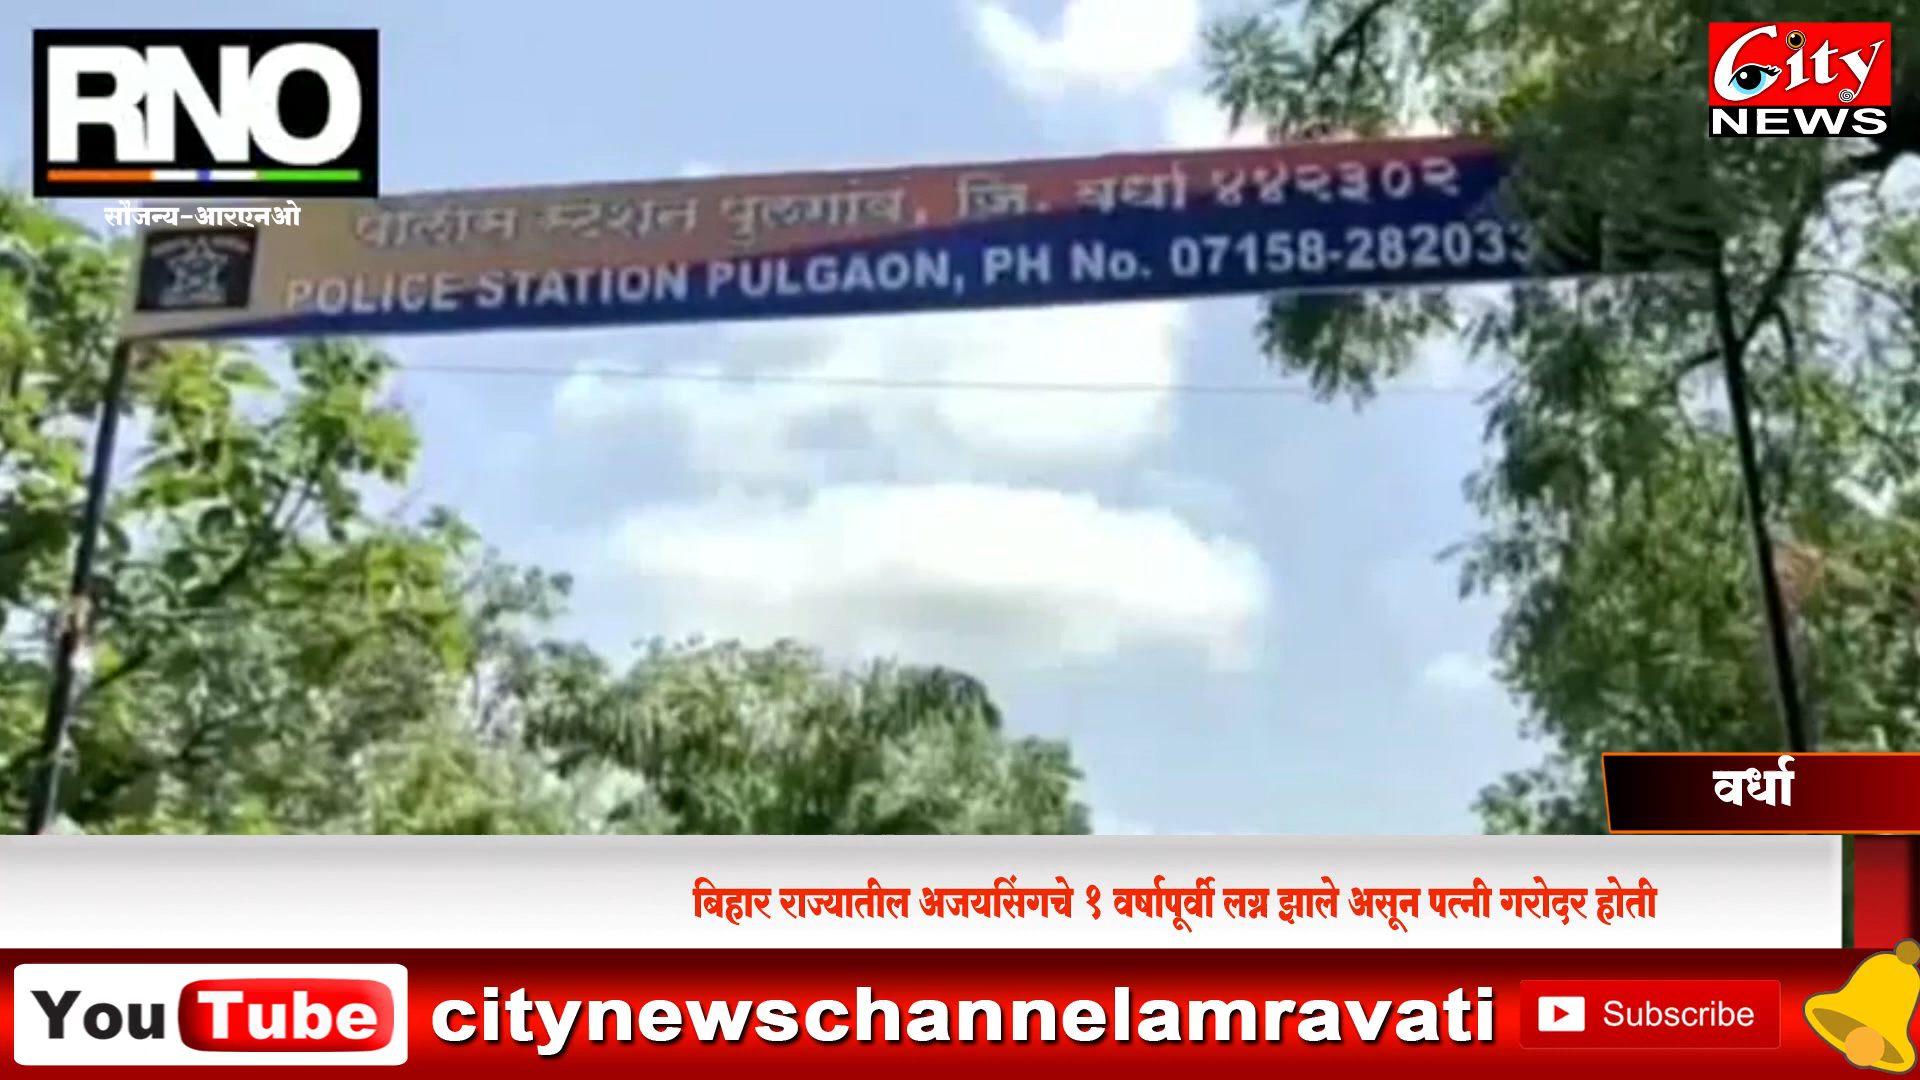 RNO
सौजन्य-आरएनओ
City
NEWS
पोलीस स्टेशन पुलगांव, जि. वर्धा ४४२३०२
POLICE STATION PULGAON, PH No. 07158-282033
वर्धा
बिहार राज्यातील अजयसिंगचे १ वर्षापूर्वी लग्न झाले असून पत्नी गरोदर होती
YouTube citynewschannelamravati Subscribe